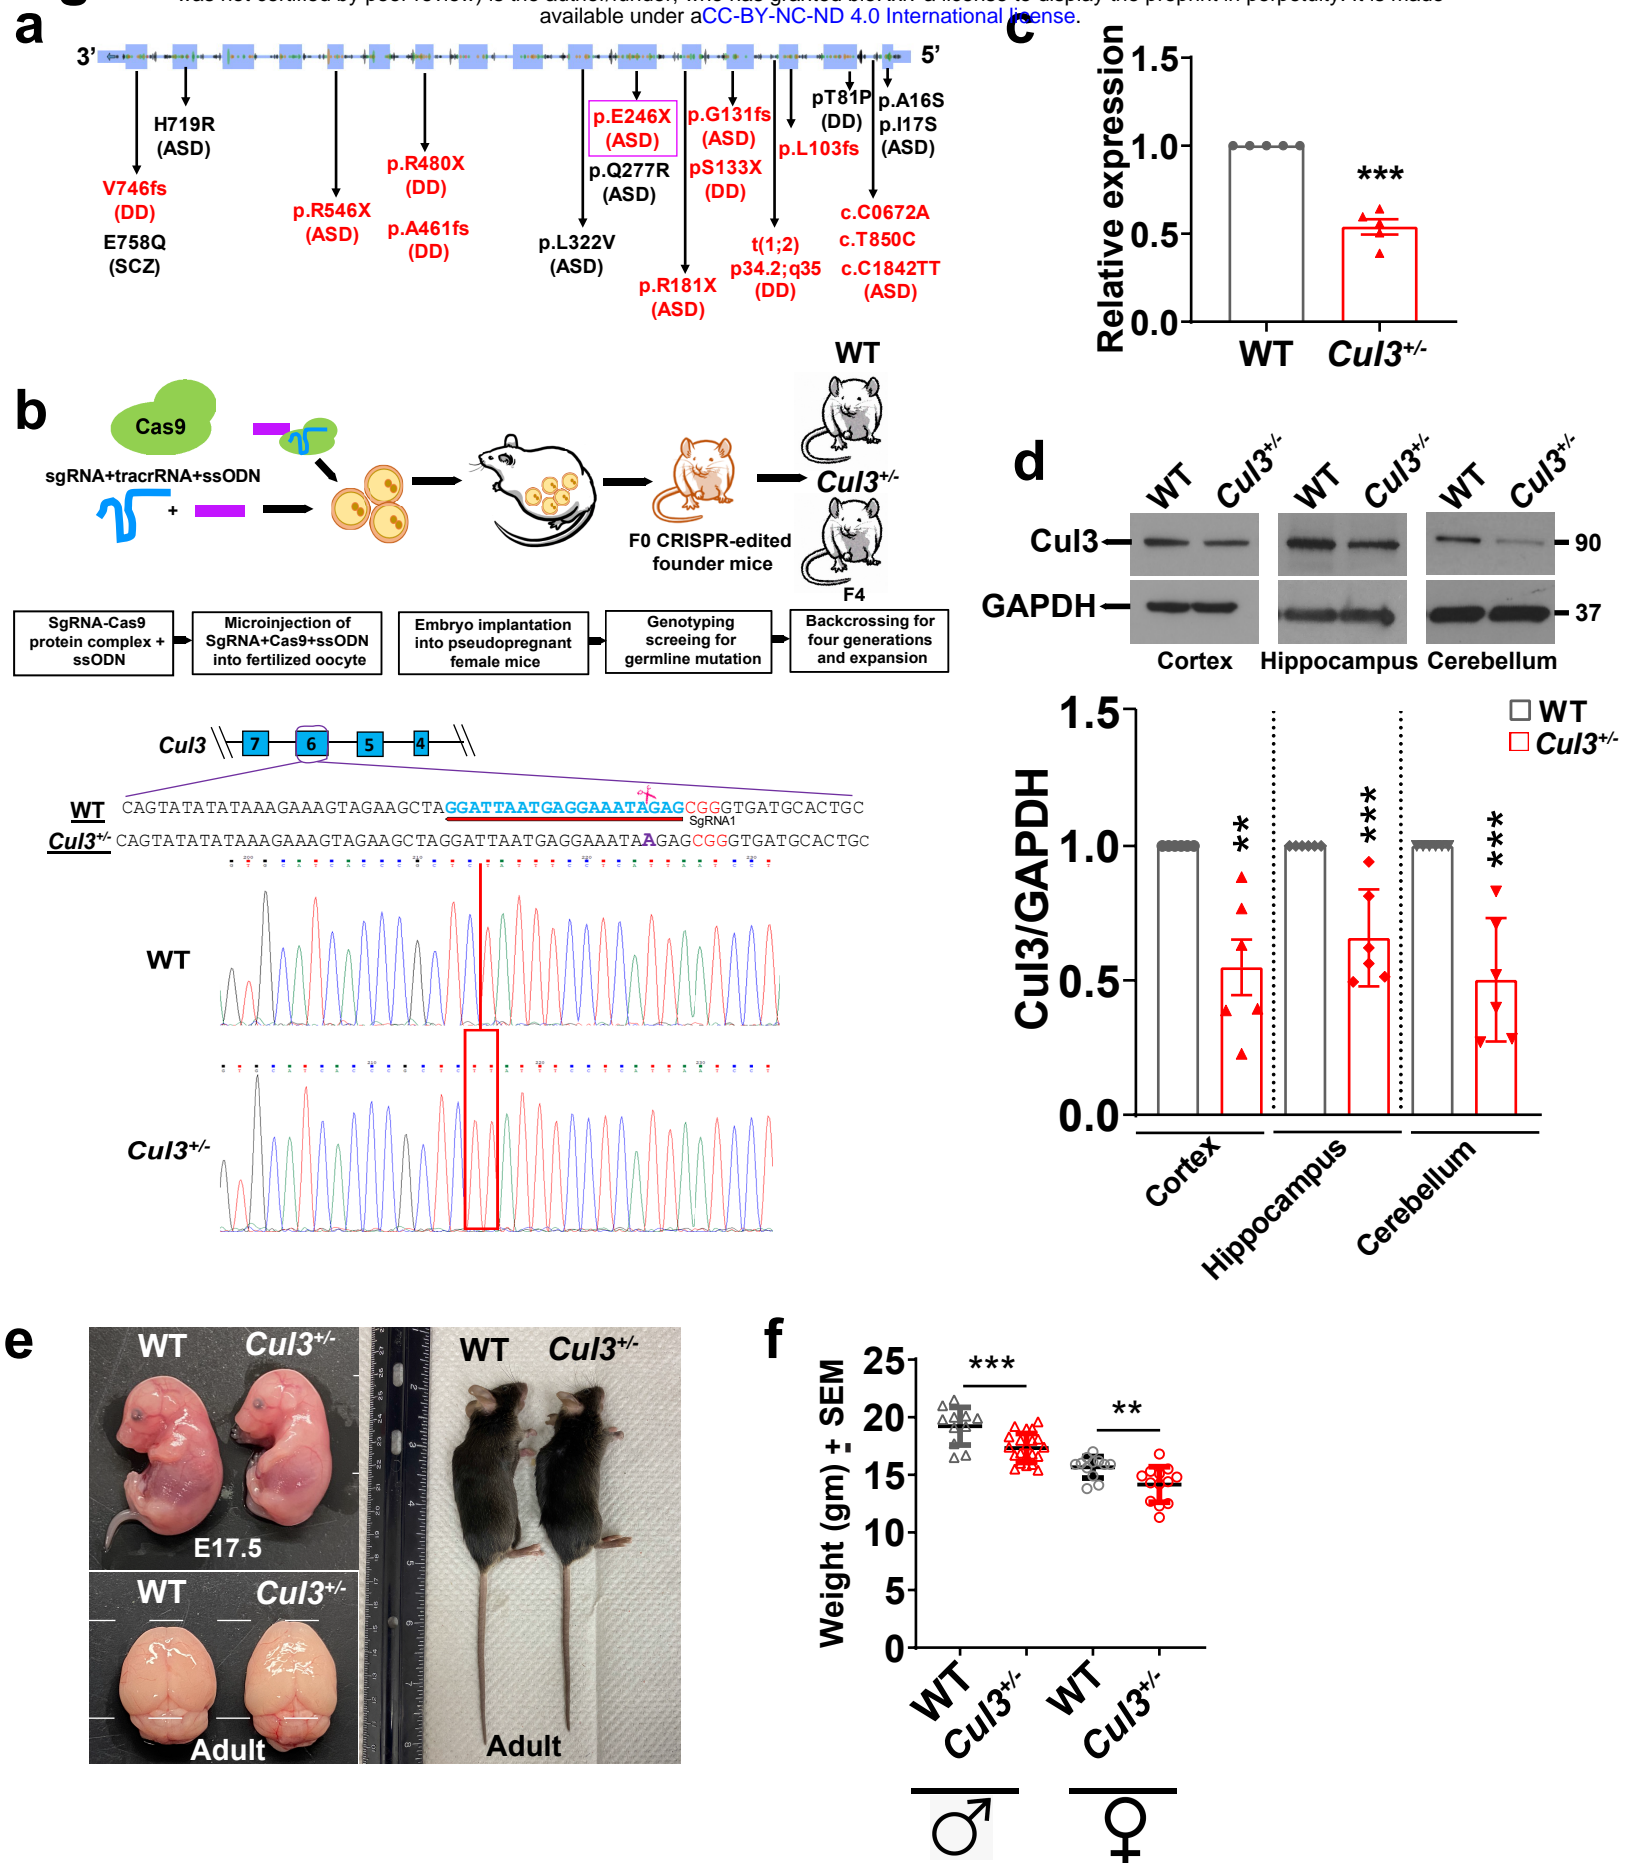 available under aCC-BY-NC-ND 4.0 International license.
a
3’
5’
H719R
(ASD)
V746fs
(DD)
E758Q
(SCZ)
p.R546X
(ASD)
p.R480X
(DD)
p.A461fs
(DD)
p.L322V
(ASD)
p.E246X
(ASD)
p.Q277R
(ASD)
p.R181X
(ASD)
p.G131fs
(ASD)
pS133X
(DD)
t(1;2)
p34.2;q35
(DD)
p.L103fs
pT81P
(DD)
c.C0672A
c.T850C
c.C1842TT
(ASD)
p.A16S
p.I17S
(ASD)
b
Cas9
sgRNA+tracrRNA+ssODN
+
F0 CRISPR-edited
founder mice
WT
Cul3+/-
F4
SgRNA-Cas9
protein complex +
ssODN
Microinjection of
SgRNA+Cas9+ssODN
into fertilized oocyte
Embryo implantation
into pseudopregnant
female mice
Genotyping
screeing for
germline mutation
Backcrossing for
four generations
and expansion
Cul3
7
6
5
4
WT CAGTATATATAAAGAAAGTAGAAGCTAGGATTAATGAGGAAATAGAGCGGGTGATGCACTGC
SgRNA1
Cul3+/- CAGTATATATAAAGAAAGTAGAAGCTAGGATTAATGAGGAAATAAGAGCGGGTGATGCACTGC
WT
Cul3+/-
c
Relative expression
1.5
1.0
0.5
0.0
***
WT
Cul3+/-
d
WT Cul3+/- WT Cul3+/- WT Cul3+/-
Cul3
90
GAPDH
37
Cortex Hippocampus Cerebellum
WT
Cul3+/-
Cul3/GAPDH
1.5
1.0
0.5
0.0
**
***
***
Cortex
Hippocampus
Cerebellum
e
WT Cul3+/-
E17.5
WT Cul3+/-
Adult
WT Cul3+/-
Adult
f
Weight (gm) ± SEM
25
20
15
10
5
0
***
**
WT
Cul3+/-
WT
Cul3+/-
♂
♀